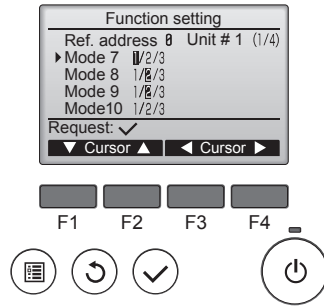 Function setting
Ref. address 0 Unit # 1 (1/4)
Mode 7 1/2/3
Mode 8 1/2/3
Mode 9 1/2/3
Mode10 1/2/3
Request: ✓
▼ Cursor ▲ ◀ Cursor ▶
F1 F2 F3 F4